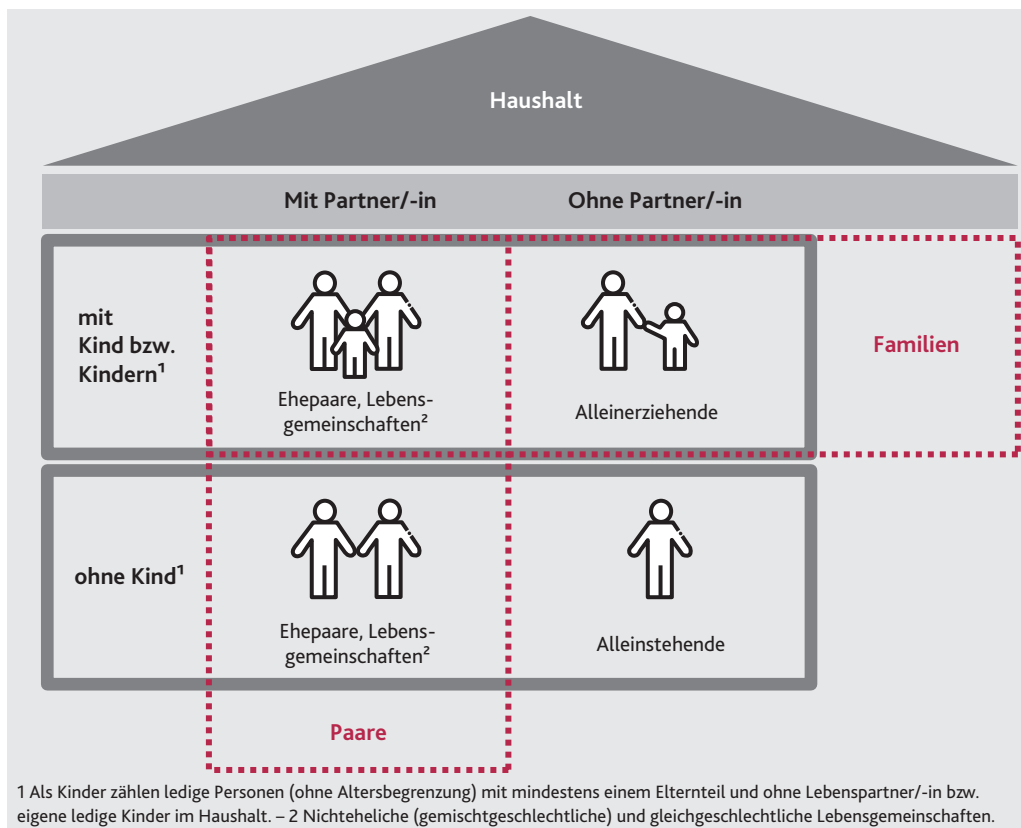 Haushalt
Mit Partner/-in Ohne Partner/-in
mit
Kind bzw.
Kindern¹
Ehepaare, Lebens-
gemeinschaften²
Alleinerziehende
Familien
ohne Kind¹
Ehepaare, Lebens-
gemeinschaften²
Alleinstehende
Paare
1 Als Kinder zählen ledige Personen (ohne Altersbegrenzung) mit mindestens einem Elternteil und ohne Lebenspartner/-in bzw.
eigene ledige Kinder im Haushalt. – 2 Nichteheliche (gemischtgeschlechtliche) und gleichgeschlechtliche Lebensgemeinschaften.